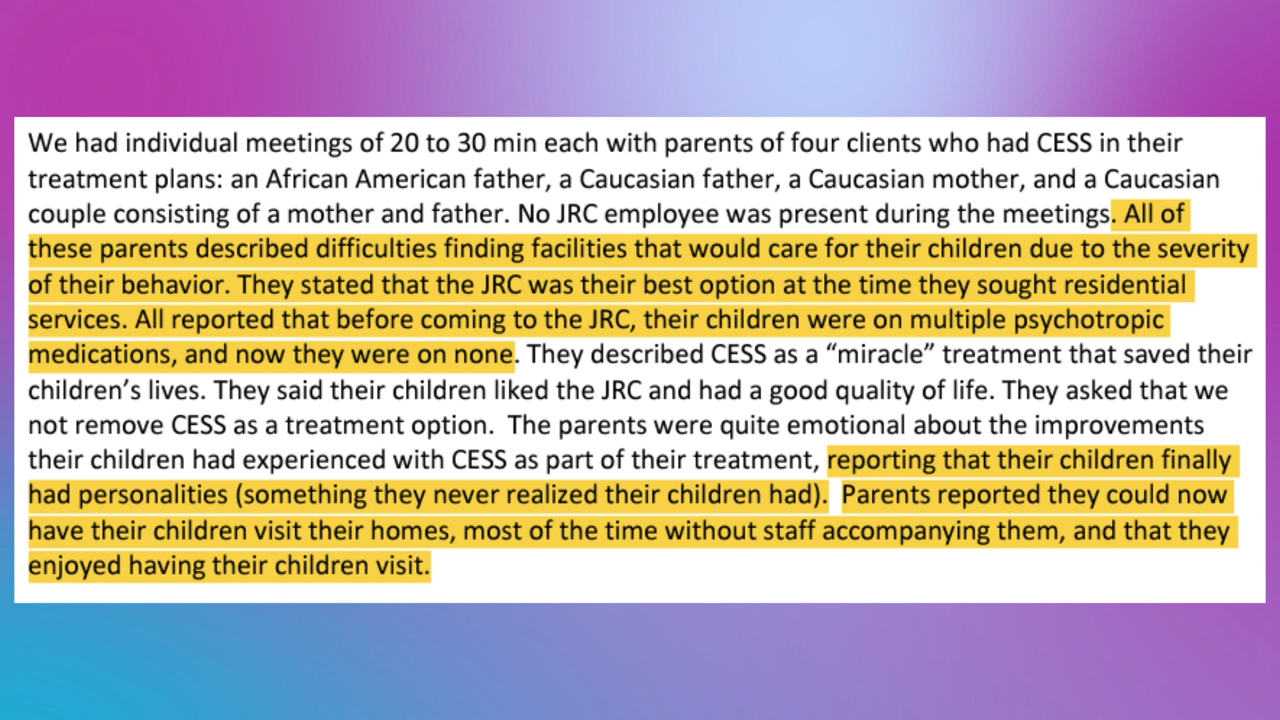 We had individual meetings of 20 to 30 min each with parents of four clients who had CESS in their
treatment plans: an African American father, a Caucasian father, a Caucasian mother, and a Caucasian
couple consisting of a mother and father. No JRC employee was present during the meetings. All of
these parents described difficulties finding facilities that would care for their children due to the severity
of their behavior. They stated that the JRC was their best option at the time they sought residential
services. All reported that before coming to the JRC, their children were on multiple psychotropic
medications, and now they were on none. They described CESS as a “miracle” treatment that saved their
children’s lives. They said their children liked the JRC and had a good quality of life. They asked that we
not remove CESS as a treatment option.  The parents were quite emotional about the improvements
their children had experienced with CESS as part of their treatment, reporting that their children finally
had personalities (something they never realized their children had).  Parents reported they could now
have their children visit their homes, most of the time without staff accompanying them, and that they
enjoyed having their children visit.